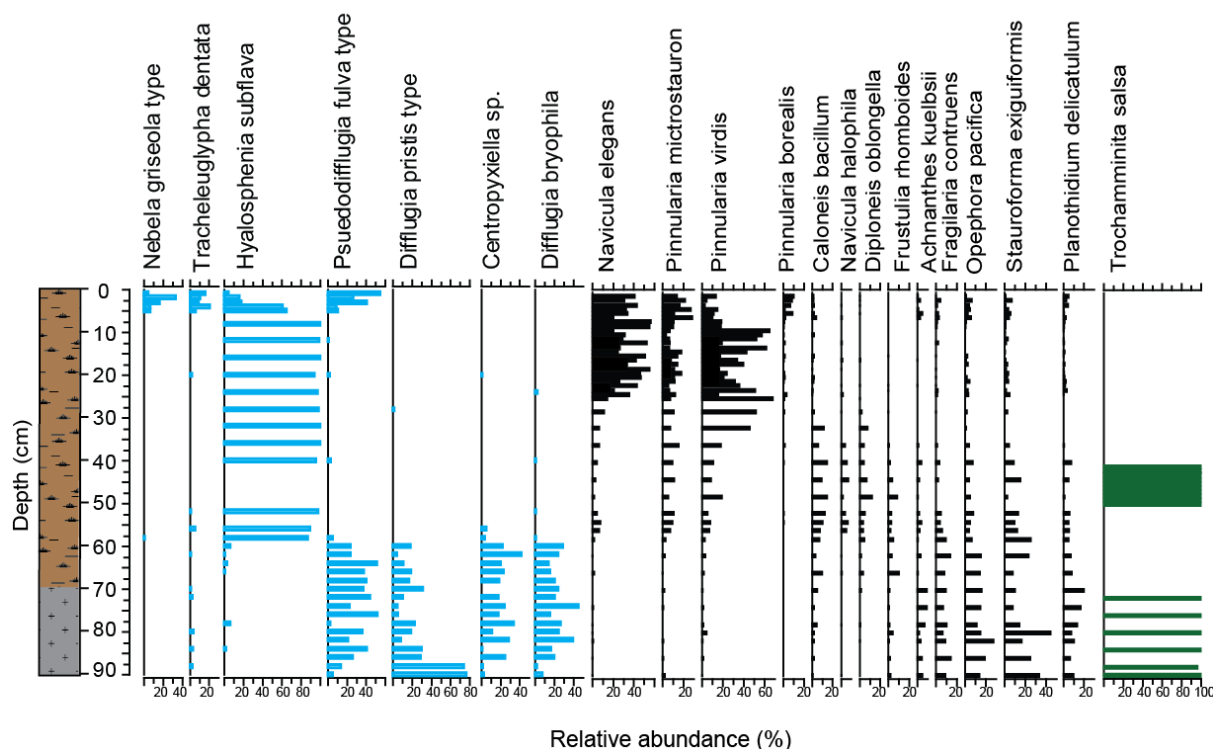 Nebela griseola type
Tracheleuglypha dentata
Hyalosphenia subflava
Psuedodifflugia fulva type
Difflugia pristis type
Centropyxiella sp.
Difflugia bryophila
Navicula elegans
Pinnularia microstauron
Pinnularia virdis
Pinnularia borealis
Caloneis bacillum
Navicula halophila
Diploneis oblongella
Frustulia rhomboides
Achnanthes kuelbsii
Fragilaria contruens
Opephora pacifica
Stauroforma exiguiformis
Planothidium delicatulum
Trochamminita salsa
Depth (cm)
0
10
20
30
40
50
60
70
80
90
20 40 20 20 40 60 80 20 40 20 40 60 80 20 40 20 40 20 40 20 20 40 60 20 20 20 20 20 20 20 20 20 40 20 20 40 60 80 100
Relative abundance (%)